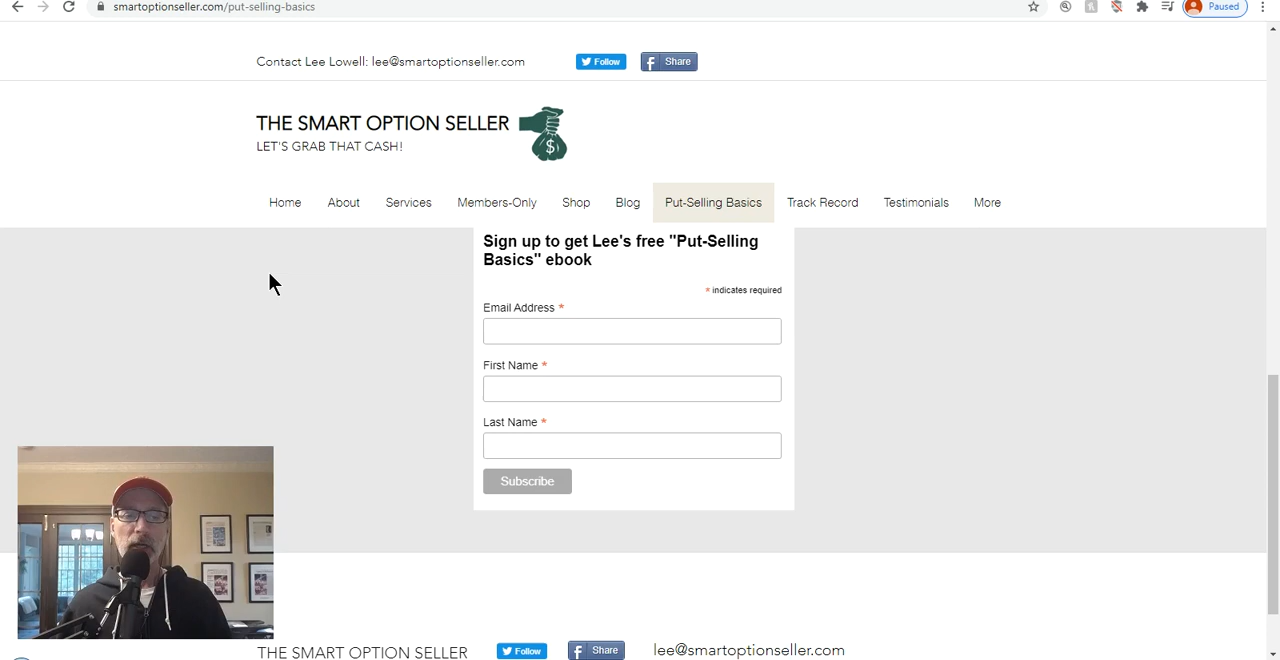 smartoptionseller.com/put-selling-basics
Paused
Contact Lee Lowell: lee@smartoptionseller.com
Follow
Share
THE SMART OPTION SELLER
LET'S GRAB THAT CASH!
$
Home About Services Members-Only Shop Blog Put-Selling Basics Track Record Testimonials More
Sign up to get Lee's free "Put-Selling
Basics" ebook
* indicates required
Email Address *
First Name *
Last Name *
Subscribe
THE SMART OPTION SELLER
Follow
Share
lee@smartoptionseller.com